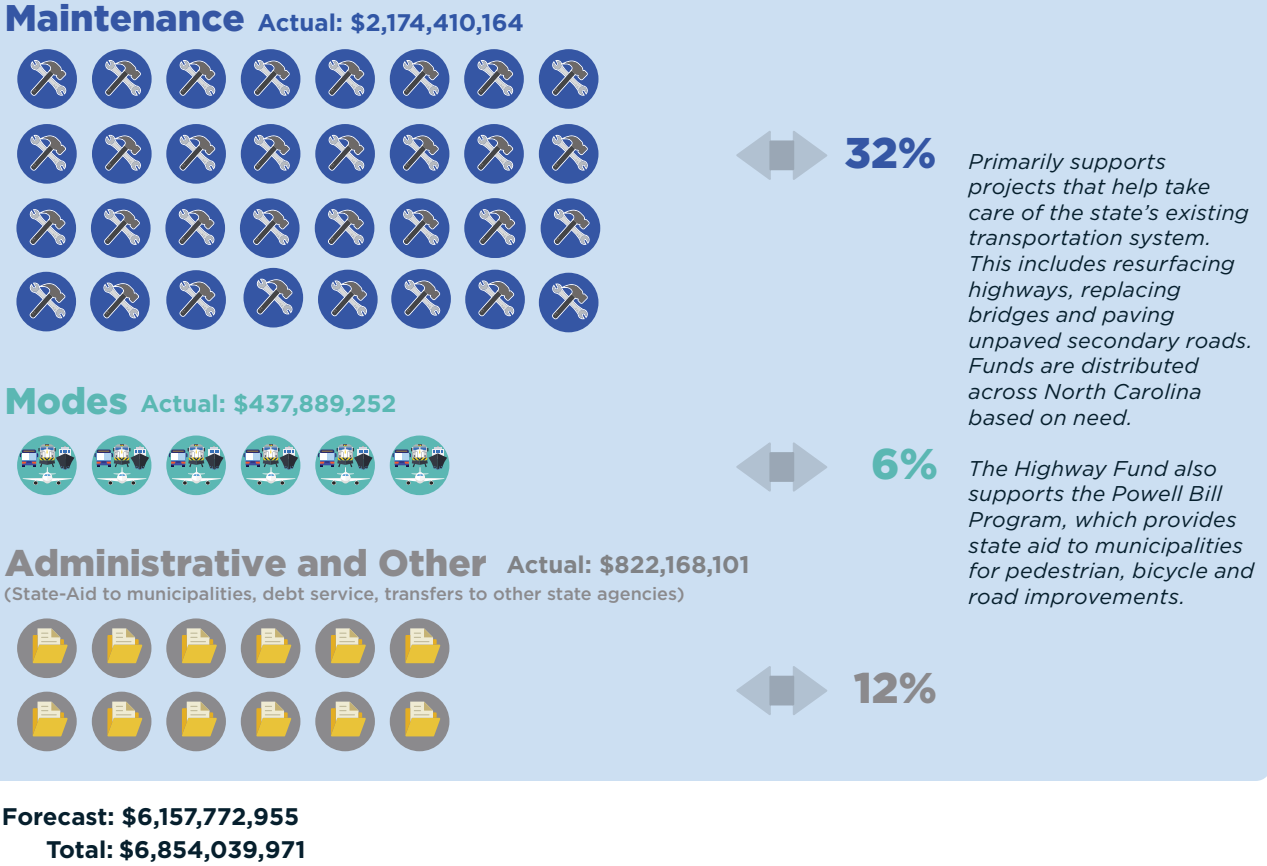 Maintenance Actual: $2,174,410,164
32%
Primarily supports
projects that help take
care of the state's existing
transportation system.
This includes resurfacing
highways, replacing
bridges and paving
unpaved secondary roads.
Funds are distributed
across North Carolina
based on need.
Modes Actual: $437,889,252
6%
The Highway Fund also
supports the Powell Bill
Program, which provides
state aid to municipalities
for pedestrian, bicycle and
road improvements.
Administrative and Other Actual: $822,168,101
(State-Aid to municipalities, debt service, transfers to other state agencies)
12%
Forecast: $6,157,772,955
Total: $6,854,039,971